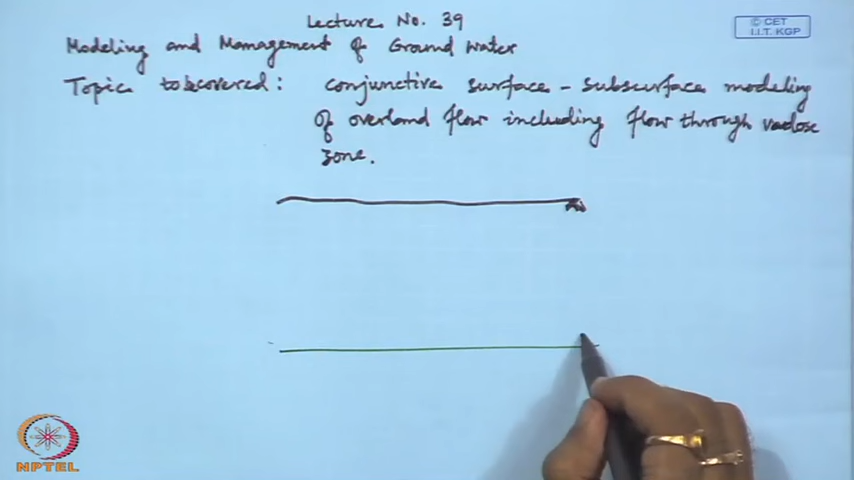 Lecture No. 39
© CET
I.I.T. KGP
Modeling and Management of Ground Water
Topic to be covered : conjunctive surface - subsurface modeling
of overland flow including flow through vadose
zone.
NPTEL